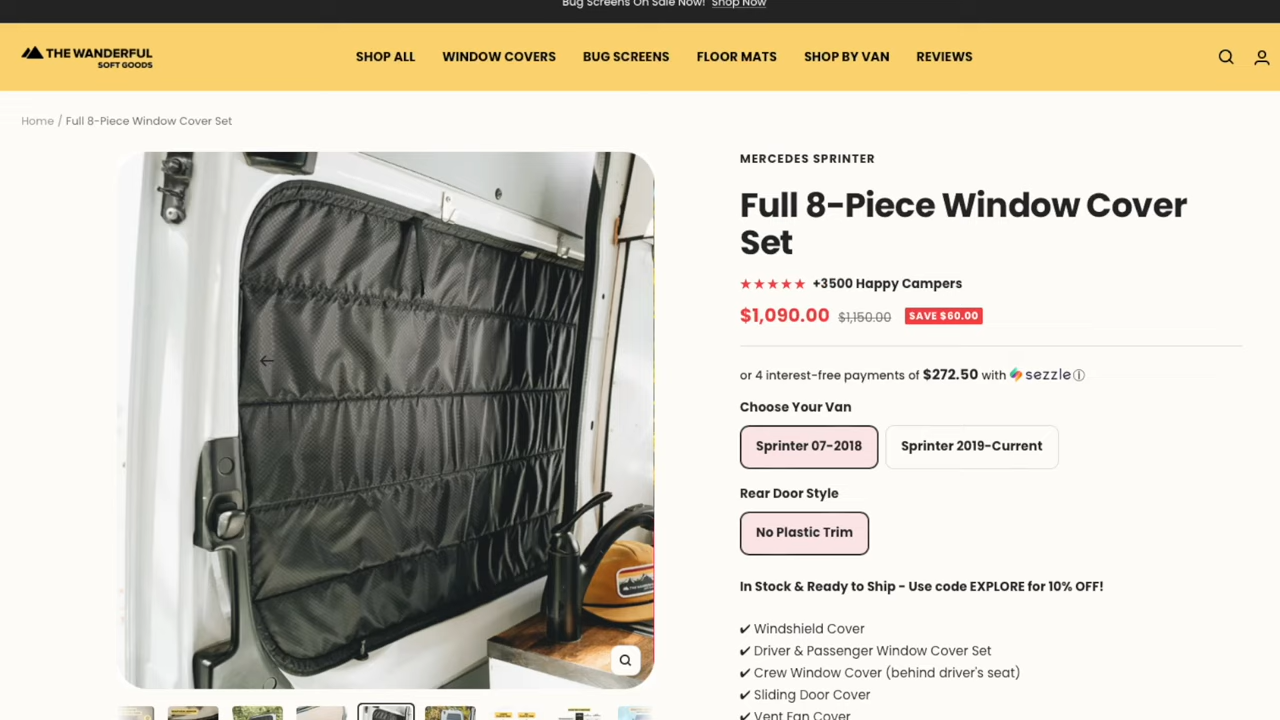 Bug Screens On Sale Now! Shop Now
THE WANDERFUL
SOFT GOODS
SHOP ALL
WINDOW COVERS
BUG SCREENS
FLOOR MATS
SHOP BY VAN
REVIEWS
Home / Full 8-Piece Window Cover Set
MERCEDES SPRINTER
Full 8-Piece Window Cover
Set
+3500 Happy Campers
$1,090.00 $1,150.00 SAVE $60.00
or 4 interest-free payments of $272.50 with sezzle
Choose Your Van
Sprinter 07-2018
Sprinter 2019-Current
Rear Door Style
No Plastic Trim
In Stock & Ready to Ship - Use code EXPLORE for 10% OFF!
✔ Windshield Cover
✔ Driver & Passenger Window Cover Set
✔ Crew Window Cover (behind driver's seat)
✔ Sliding Door Cover
✔ Vent Fan Cover